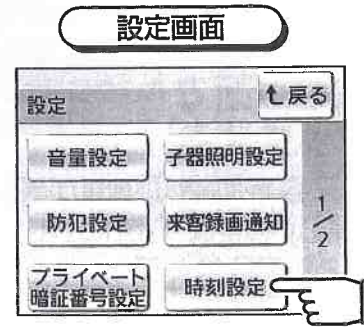 設定画面
設定
戻る
音量設定
子器照明設定
防犯設定
来客録画通知
1/2
プライベート
暗証番号設定
時刻設定